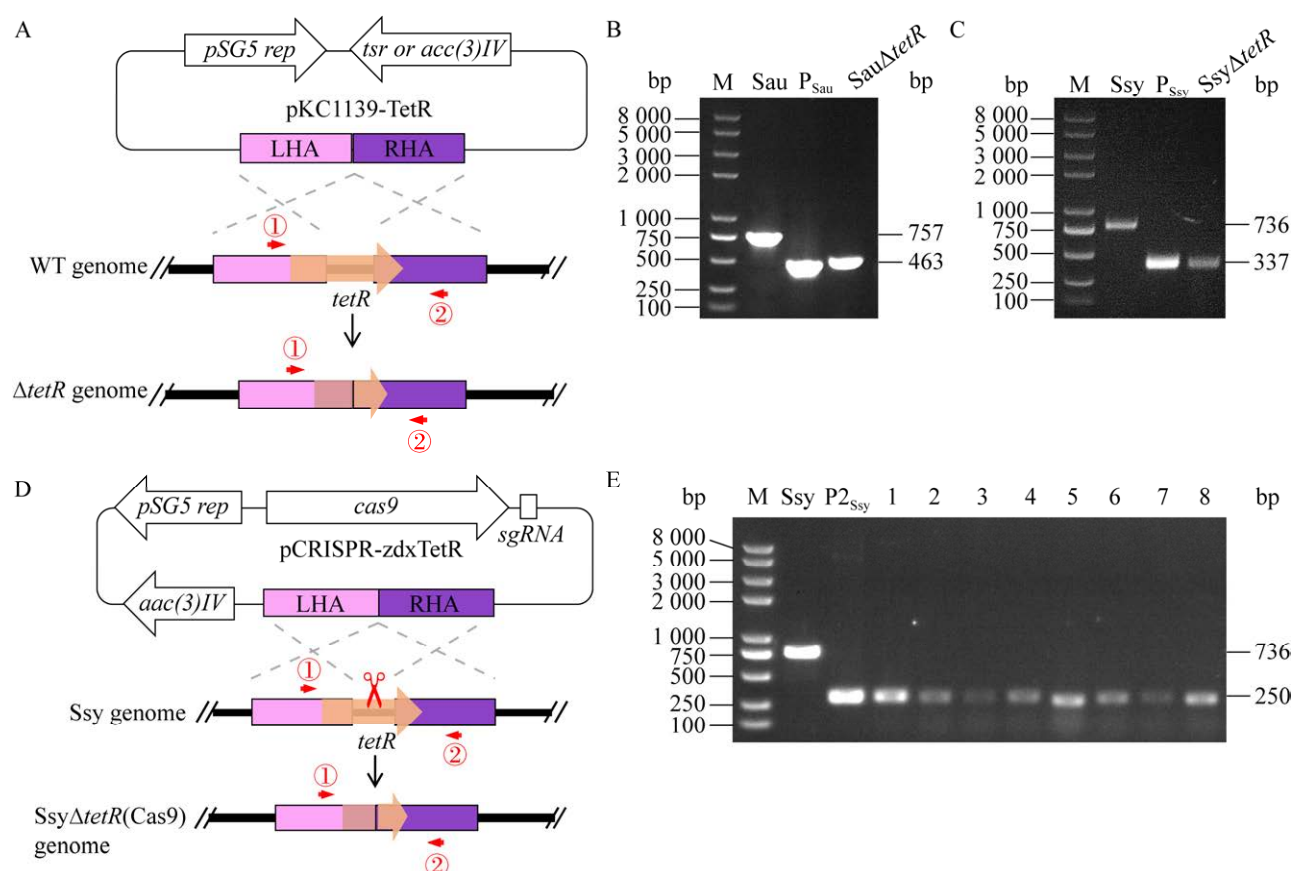 A
pSG5 rep
tsr or acc(3)IV
pKC1139-TetR
LHA
RHA
①
WT genome
tetR
②
①
ΔtetR genome
②
B
bp
M
Sau
P_Sau
SauΔtetR
bp
8 000
5 000
3 000
2 000
1 000
750
500
250
100
757
463
C
bp
M
Ssy
P_Ssy
SsyΔtetR
bp
8 000
5 000
3 000
2 000
1 000
750
500
250
100
736
337
D
pSG5 rep
cas9
sgRNA
pCRISPR-zdxTetR
aac(3)IV
LHA
RHA
①
Ssy genome
tetR
②
①
SsyΔtetR(Cas9)
genome
②
E
bp M Ssy P2_Ssy 1 2 3 4 5 6 7 8 bp
8 000
5 000
3 000
2 000
1 000
750
500
250
100
736
250